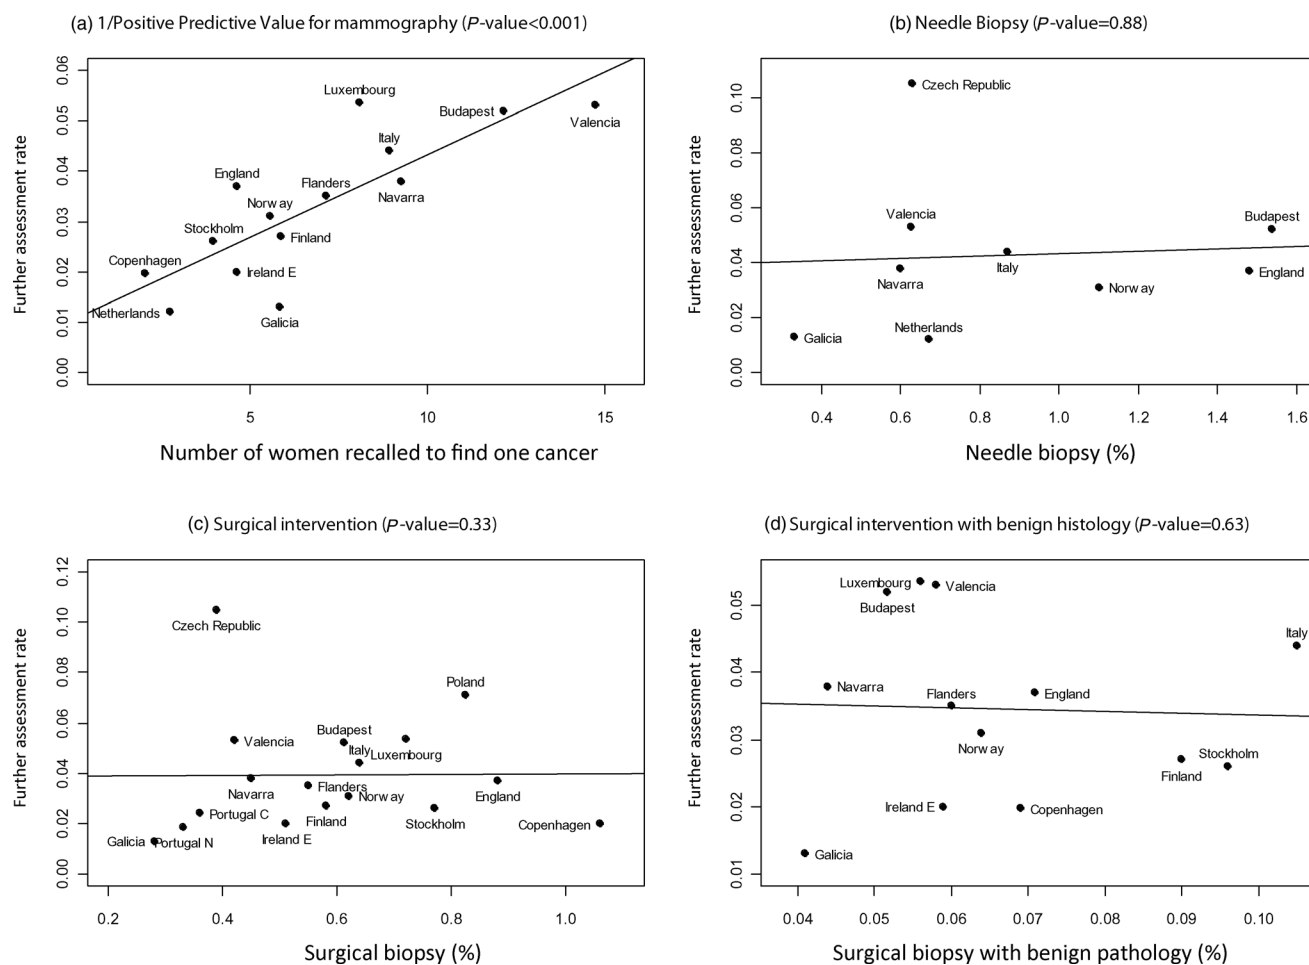 (a) 1/Positive Predictive Value for mammography (P-value<0.001)
Further assessment rate
0.06
0.05
0.04
0.03
0.02
0.01
0.00
Luxembourg
Budapest
Valencia
Italy
England
Flanders
Navarra
Norway
Stockholm
Finland
Copenhagen
Ireland E
Netherlands
Galicia
5
10
15
Number of women recalled to find one cancer
(b) Needle Biopsy (P-value=0.88)
Further assessment rate
0.10
0.08
0.06
0.04
0.02
0.00
Czech Republic
Valencia
Budapest
Italy
Navarra
England
Norway
Netherlands
Galicia
0.4
0.6
0.8
1.0
1.2
1.4
1.6
Needle biopsy (%)
(c) Surgical intervention (P-value=0.33)
Further assessment rate
0.12
0.10
0.08
0.06
0.04
0.02
0.00
Czech Republic
Poland
Budapest
Valencia
Italy
Luxembourg
Navarra
Flanders
Norway
England
Portugal C
Finland
Stockholm
Copenhagen
Galicia
Portugal N
Ireland E
0.2
0.4
0.6
0.8
1.0
Surgical biopsy (%)
(d) Surgical intervention with benign histology (P-value=0.63)
Further assessment rate
0.05
0.04
0.03
0.02
0.01
Luxembourg
Valencia
Budapest
Italy
Navarra
Flanders
England
Norway
Stockholm
Finland
Ireland E
Copenhagen
Galicia
0.04
0.05
0.06
0.07
0.08
0.09
0.10
Surgical biopsy with benign pathology (%)